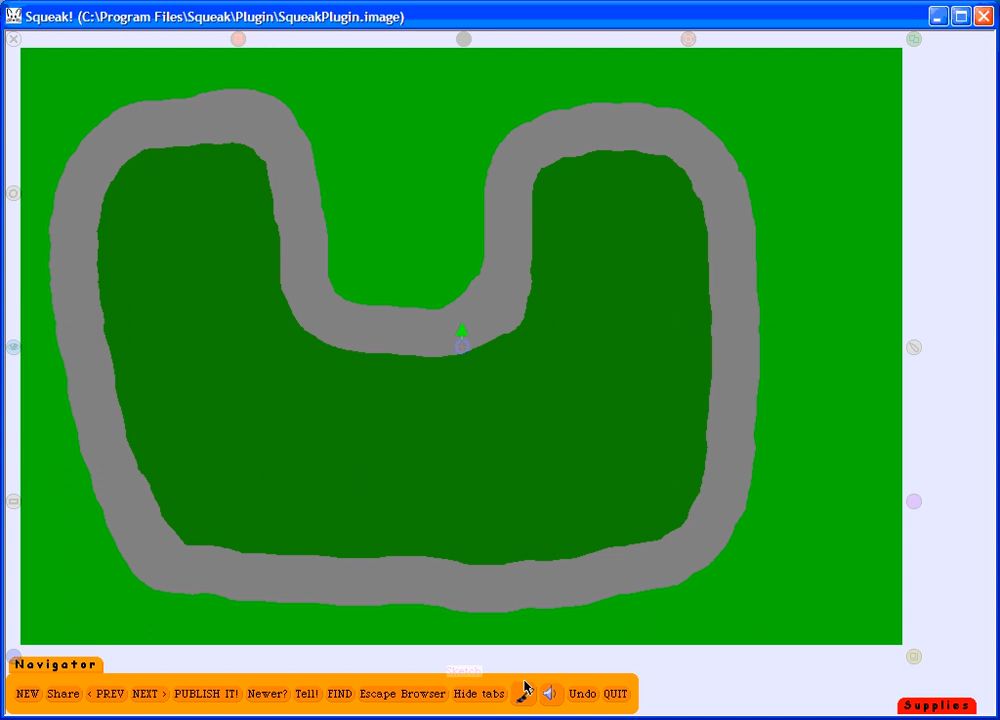 Squeak! (C:\Program Files\Squeak\Plugin\SqueakPlugin.image)
Sketch
Navigator
NEW Share < PREV NEXT > PUBLISH IT! Newer? Tell! FIND Escape Browser Hide tabs Undo QUIT
Supplies